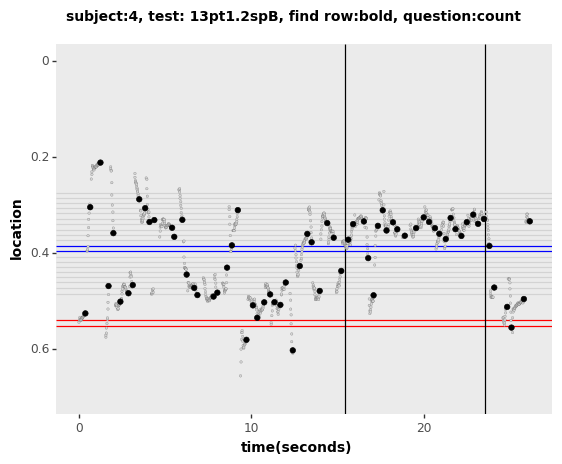 subject:4, test: 13pt1.2spB, find row:bold, question:count
0
0.2
0.4
0.6
location
0
10
20
time(seconds)